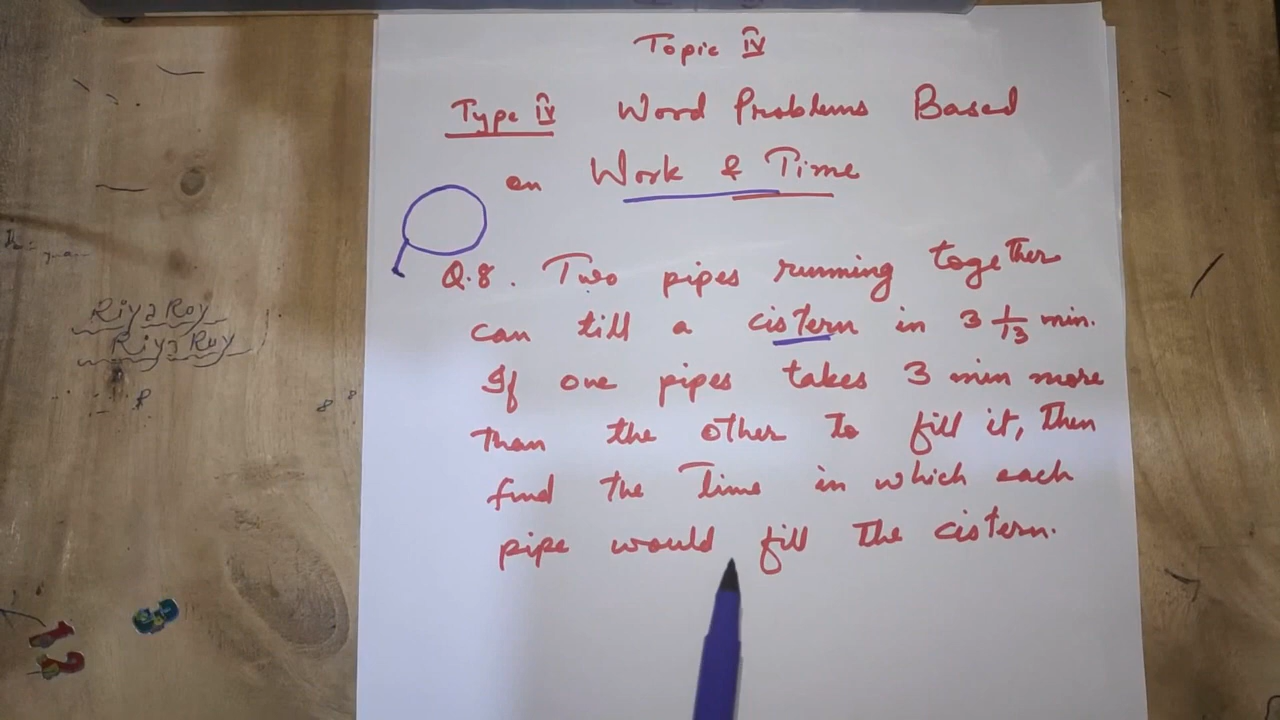 Topic iv
Type iv Word Problems Based
on Work & Time
Q.8. Two pipes running together
can till a cistern in 3 1/13 min.
If one pipes takes 3 min more
than the other to fill it, then
find the Time in which each
pipe would fill the cistern.
Riya Roy
Riya Roy